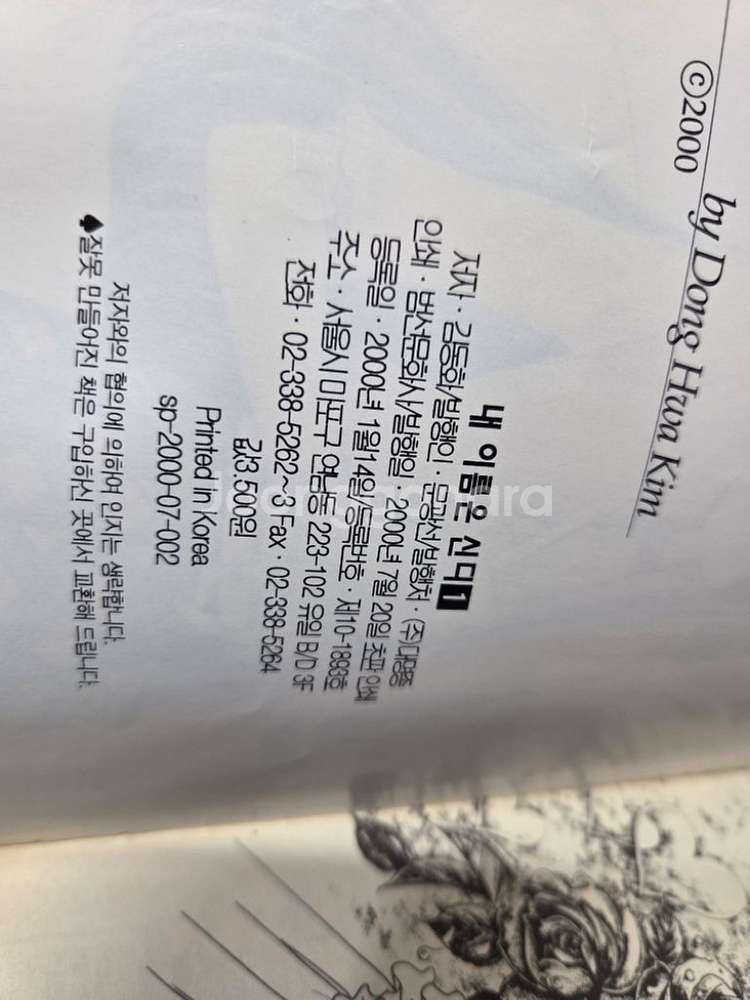 ©2000 by Dong Hwa Kim
내 이름은 신디 1
저자 · 김동화/발행인 · 문광선/발행처 · (주)대명종
인쇄 · 범선문화사/발행일 · 2000년 7월 20일 초판 인쇄
등록일 · 2000년 1월 14일/등록번호 · 제10-1893호
주소 · 서울시 마포구 연남동 223-102 유일 B/D 3F
전화 · 02-338-5262~3 Fax · 02-338-5264
값3,500원
Printed in Korea
sp-2000-07-002
저자와의 협의에 의하여 인지는 생략합니다.
♠잘못 만들어진 책은 구입하신 곳에서 교환해 드립니다.
Joonggonara